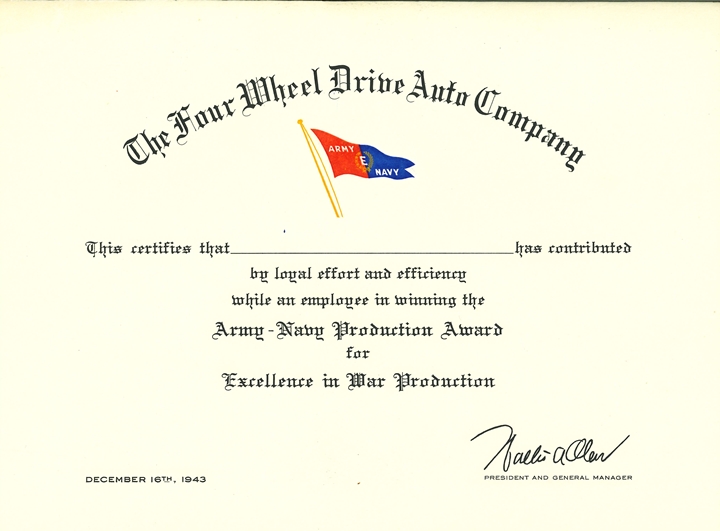 The Four Wheel Drive Auto Company
ARMY
E
NAVY
This certifies that has contributed
by loyal effort and efficiency
while an employee in winning the
Army-Navy Production Award
for
Excellence in War Production
Walter A Olen
DECEMBER 16TH, 1943
PRESIDENT AND GENERAL MANAGER